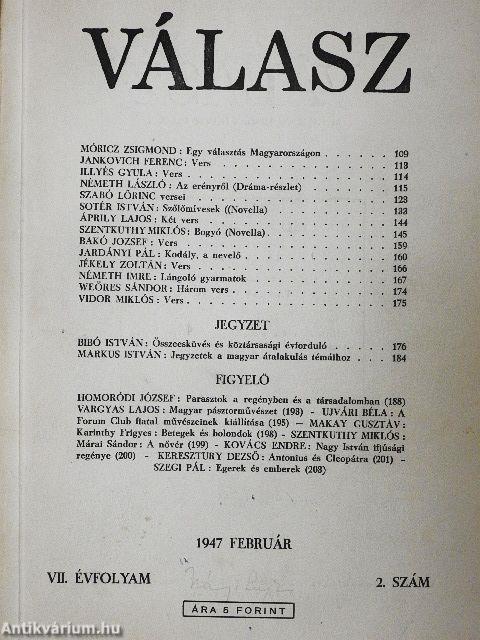 VÁLASZ
MÓRICZ ZSIGMOND: Egy választás Magyarországon . . . . . . 109
JANKOVICH FERENC: Vers . . . . . . . . . . . . . 113
ILLYÉS GYULA: Vers . . . . . . . . . . . . . . . 114
NÉMETH LÁSZLÓ: Az erényről (Dráma-részlet) . . . . . . . 115
SZABÓ LŐRINC versei . . . . . . . . . . . . . . 123
SŐTÉR ISTVÁN: Szőlőmívesek ((Novella) . . . . . . . . . 133
ÁPRILY LAJOS: Két vers . . . . . . . . . . . . . 144
SZENTKUTHY MIKLÓS: Bogyó (Novella) . . . . . . . . . 145
BAKÓ JÓZSEF: Vers . . . . . . . . . . . . . . . 159
JARDÁNYI PÁL: Kodály, a nevelő . . . . . . . . . . . 160
JÉKELY ZOLTÁN: Vers . . . . . . . . . . . . . . 166
NÉMETH IMRE: Lángoló gyarmatok . . . . . . . . . . 167
WEÖRES SÁNDOR: Három vers . . . . . . . . . . . . 174
VIDOR MIKLÓS: Vers . . . . . . . . . . . . . . . 175
JEGYZET
BIBÓ ISTVÁN: Összeesküvés és köztársasági évforduló . . . . . 176
MARKUS ISTVÁN: Jegyzetek a magyar átalakulás témáihoz . . . 184
FIGYELŐ
HOMORÓDI JÓZSEF: Parasztok a regényben és a társadalomban (188)
VARGYAS LAJOS: Magyar pásztorművészet (193) - UJVÁRI BÉLA: A
Forum Club fiatal művészeinek kiállítása (195) — MAKAY GUSZTÁV:
Karinthy Frigyes: Betegek és bolondok (198) - SZENTKUTHY MIKLÓS:
Márai Sándor: A nővér (199) - KOVÁCS ENDRE: Nagy István ifjúsági
regénye (200) - KERESZTURY DEZSŐ: Antonius és Cleopátra (201) -
SZEGI PÁL: Egerek és emberek (203)
1947 FEBRUÁR
VII. ÉVFOLYAM 2. SZÁM
ÁRA 5 FORINT
Antikvárium.hu